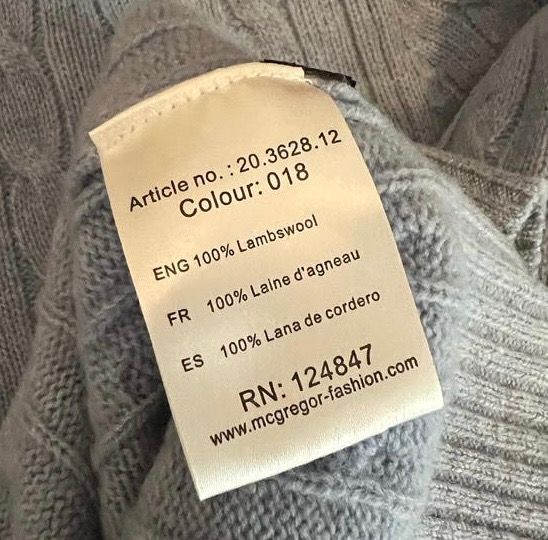 Article no. : 20.3628.12
Colour: 018
ENG 100% Lambswool
FR 100% Laine d'agneau
ES 100% Lana de cordero
RN: 124847
www.mcgregor-fashion.com